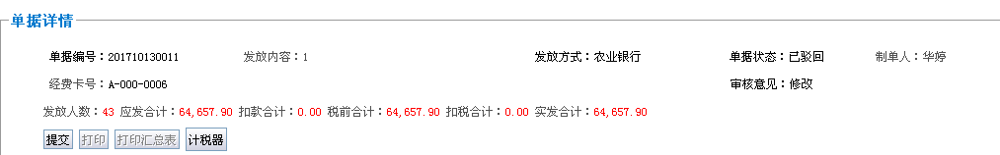 单据详情
单据编号：201710130011 发放内容：1 发放方式：农业银行 单据状态：已驳回 制单人：华婷
经费卡号：A-000-0006 审核意见：修改
发放人数：43 应发合计：64,657.90 扣款合计：0.00 税前合计：64,657.90 扣税合计：0.00 实发合计：64,657.90
提交 打印 打印汇总表 计税器